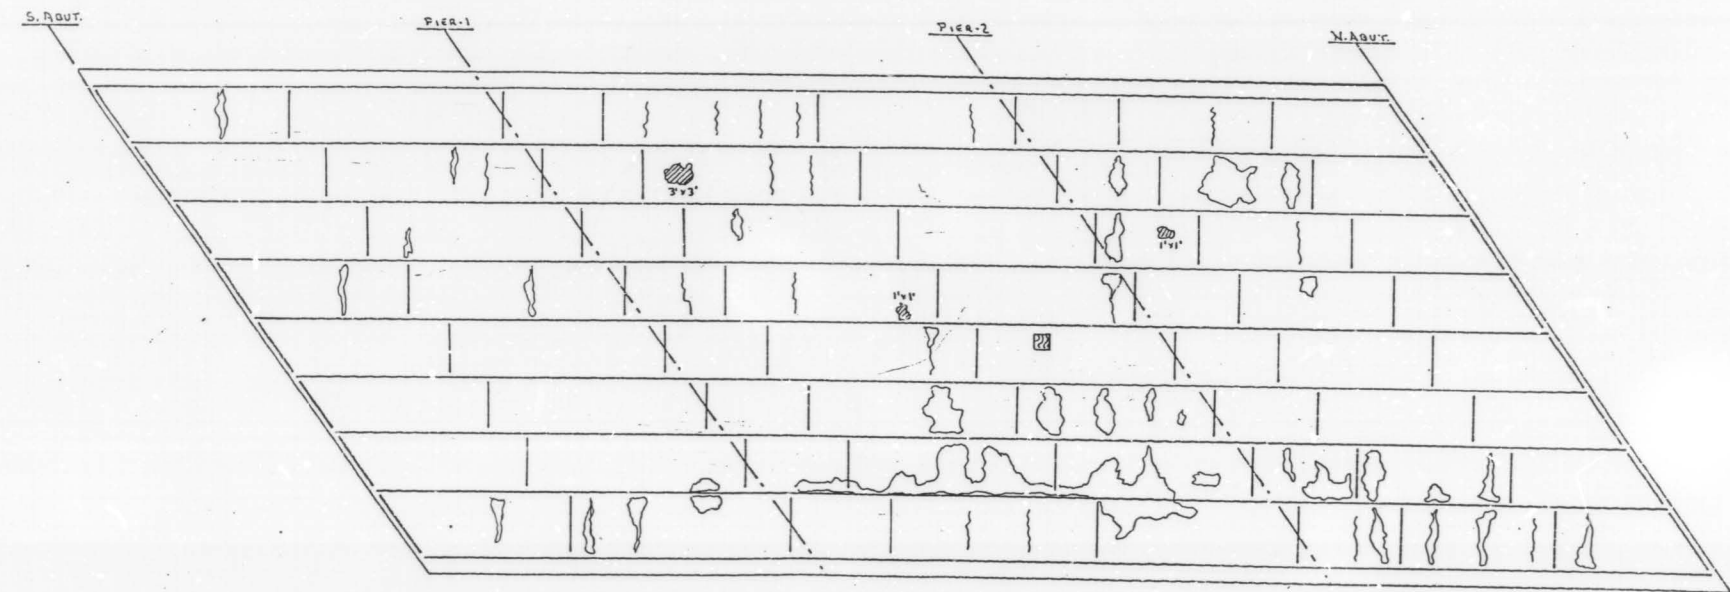 S. ABUT.
PIER-1
PIER-2
N. ABUT.
3'x3'
1'x1'
1'x1'